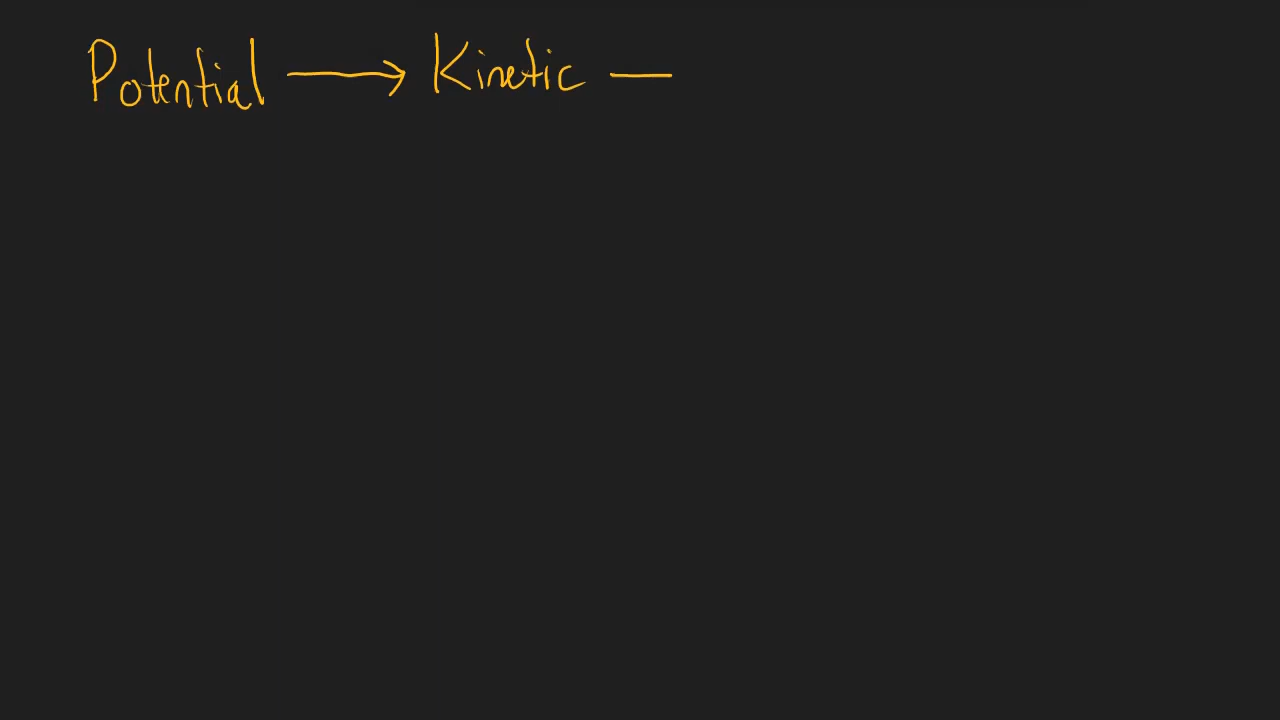 Potential → Kinetic —